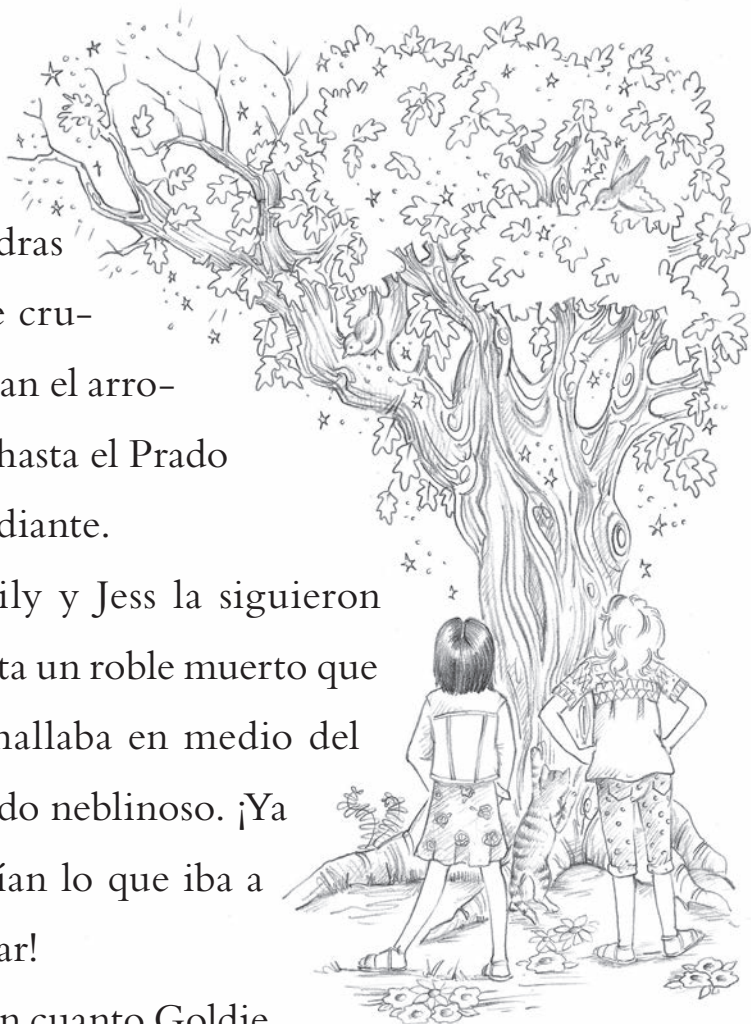 dras
e cru-
an el arro-
hasta el Prado
diante.
ily y Jess la siguieron
ta un roble muerto que
hallaba en medio del
do neblinoso. ¡Ya
ían lo que iba a
ar!
n cuanto Goldie